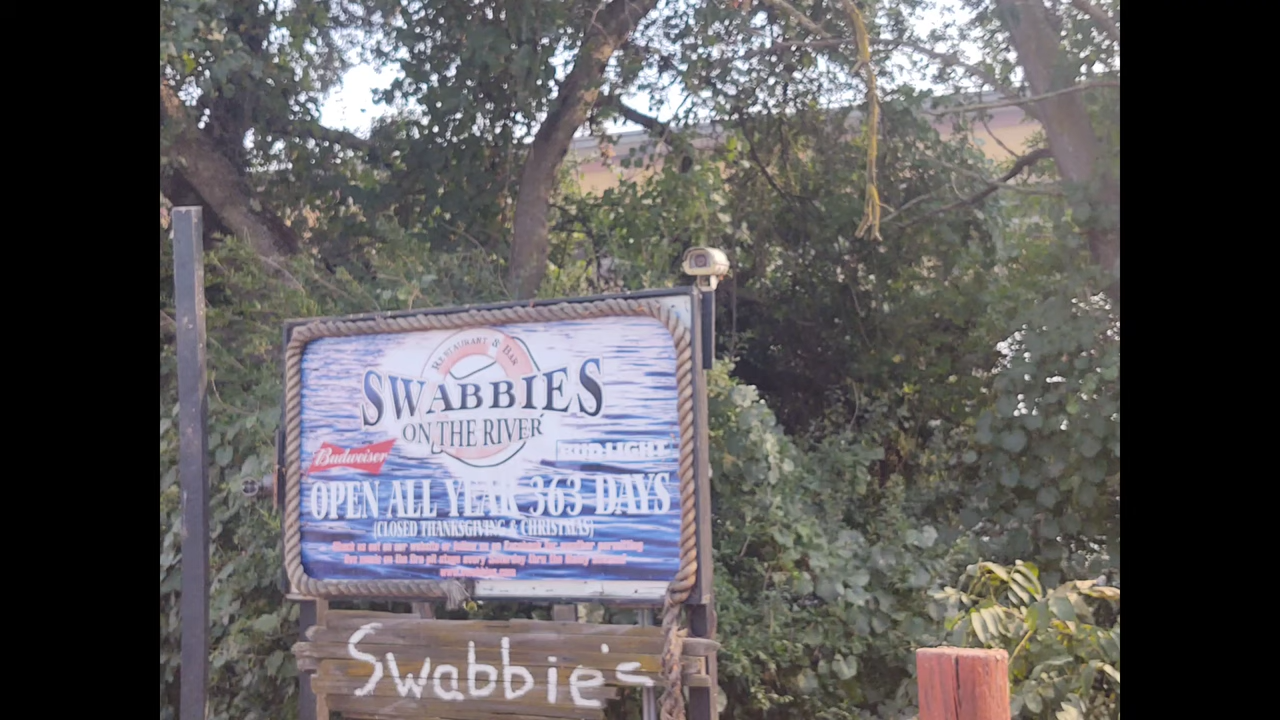 RESTAURANT & BAR
SWABBIES
ON THE RIVER
Budweiser
BUD LIGHT
OPEN ALL YEAR 363 DAYS
(CLOSED THANKSGIVING & CHRISTMAS)
Swabbie's